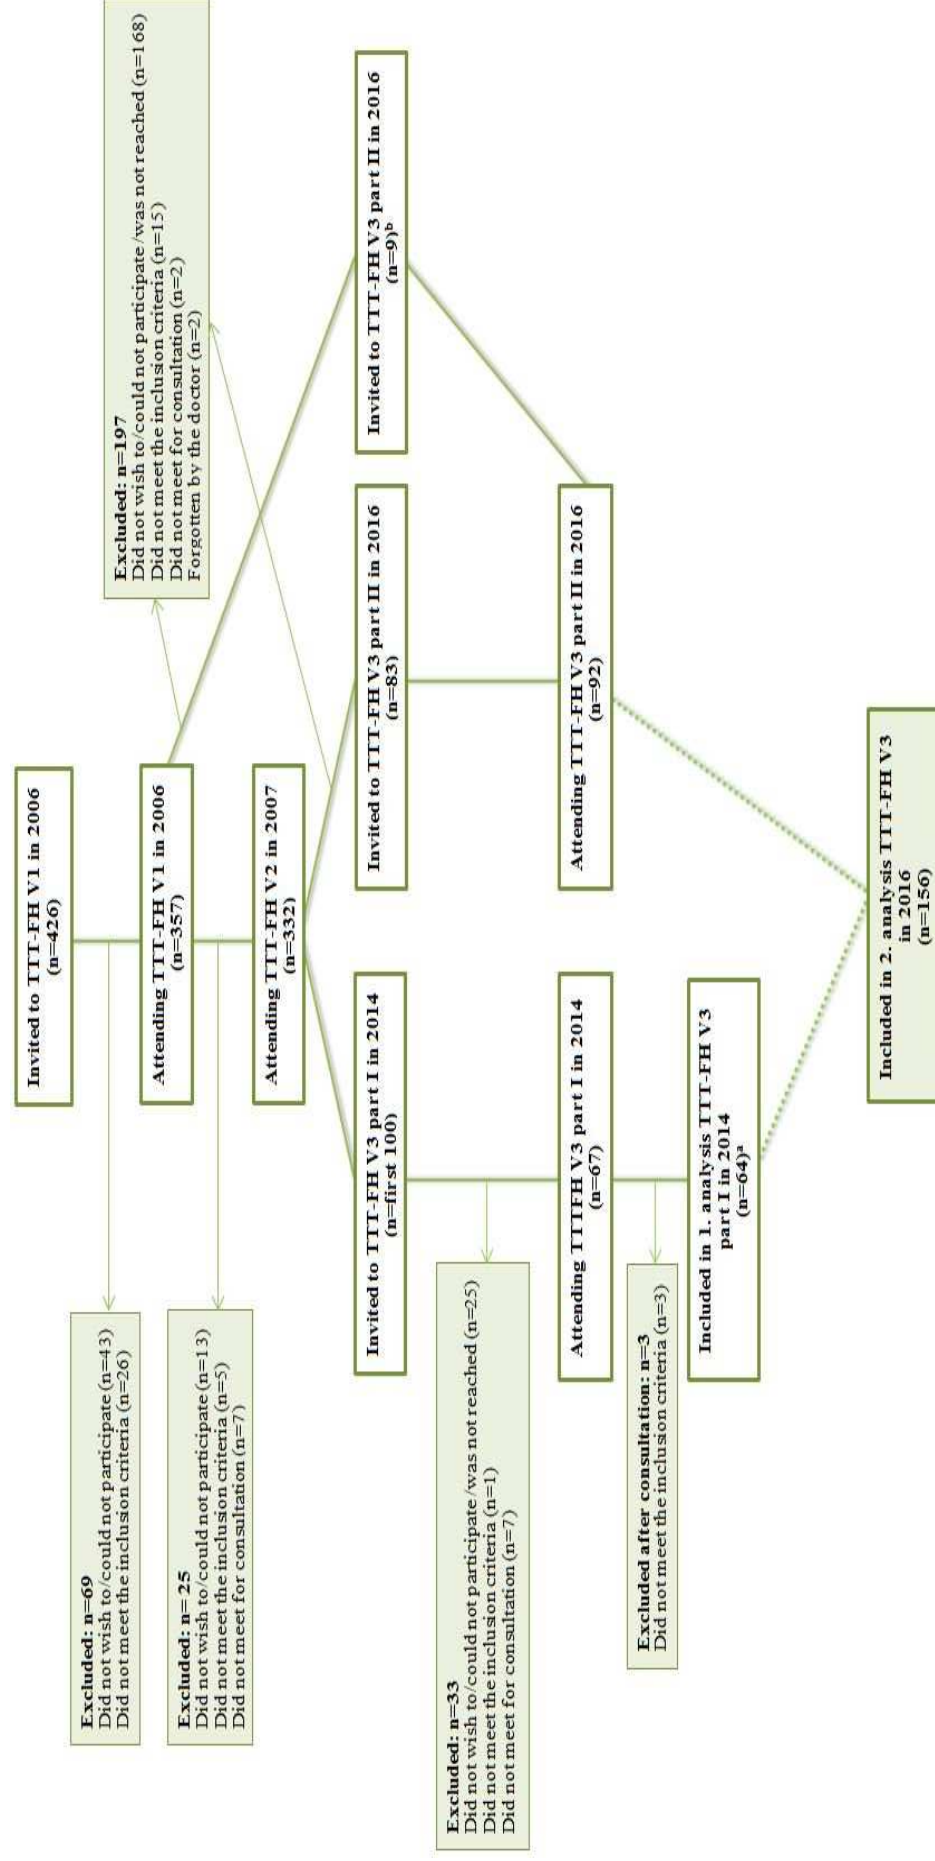 Invited to TTT-FH V1 in 2006
(n=426)
Excluded: n=69
Did not wish to/could not participate (n=43)
Did not meet the inclusion criteria (n=26)
Attending TTT-FH V1 in 2006
(n=357)
Excluded: n= 25
Did not wish to/could not participate (n=13)
Did not meet the inclusion criteria (n=5)
Did not meet for consultation (n=7)
Excluded: n=197
Did not wish to/could not participate /was not reached (n=168)
Did not meet the inclusion criteria (n=15)
Did not meet for consultation (n=2)
Forgotten by the doctor (n=2)
Attending TTT-FH V2 in 2007
(n=332)
Invited to TTT-FH V3 part I in 2014
(n=first 100)
Invited to TTT-FH V3 part II in 2016
(n=83)
Invited to TTT-FH V3 part II in 2016
(n=9)ᵇ
Excluded: n=33
Did not wish to/could not participate /was not reached (n=25)
Did not meet the inclusion criteria (n=1)
Did not meet for consultation (n=7)
Attending TTTFH V3 part I in 2014
(n=67)
Attending TTT-FH V3 part II in 2016
(n=92)
Excluded after consultation: n=3
Did not meet the inclusion criteria (n=3)
Included in 1. analysis TTT-FH V3
part I in 2014
(n=64)ᵃ
Included in 2. analysis TTT-FH V3
in 2016
(n=156)